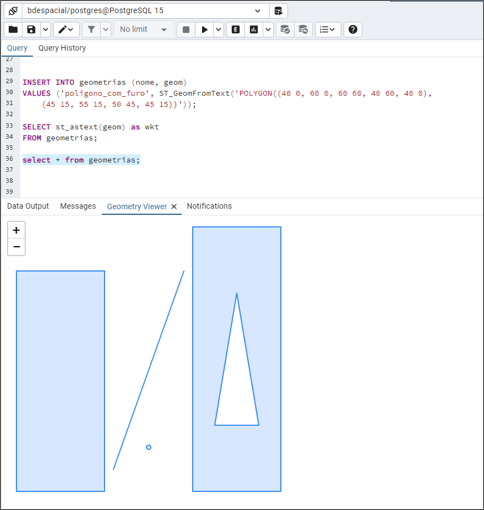 bdespacial/postgres@PostgreSQL 15
No limit
E
Query Query History
27
28
29 INSERT INTO geometrias (nome, geom)
30 VALUES ('poligono_com_furo', ST_GeomFromText('POLYGON((40 0, 60 0, 60 60, 40 60, 40 0),
31 (45 15, 55 15, 50 45, 45 15))'));
32
33 SELECT st_astext(geom) as wkt
34 FROM geometrias;
35
36 select * from geometrias;
37
38
39
Data Output Messages Geometry Viewer Notifications
+
−